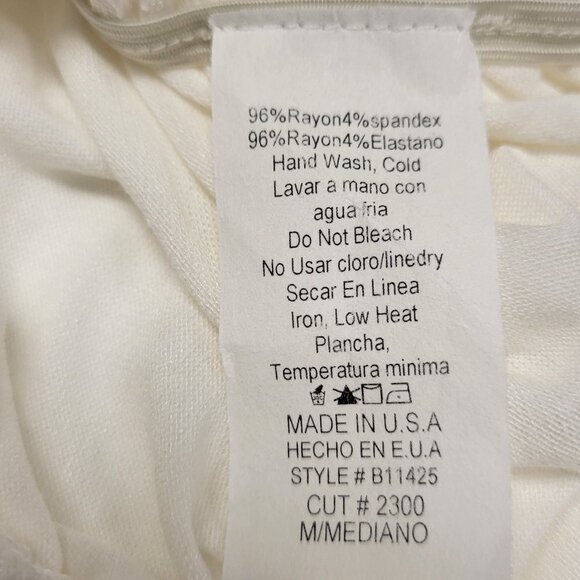 96%Rayon4%spandex
96%Rayon4%Elastano
Hand Wash, Cold
Lavar a mano con
agua fria
Do Not Bleach
No Usar cloro/linedry
Secar En Linea
Iron, Low Heat
Plancha,
Temperatura minima
MADE IN U.S.A
HECHO EN E.U.A
STYLE # B11425
CUT # 2300
M/MEDIANO